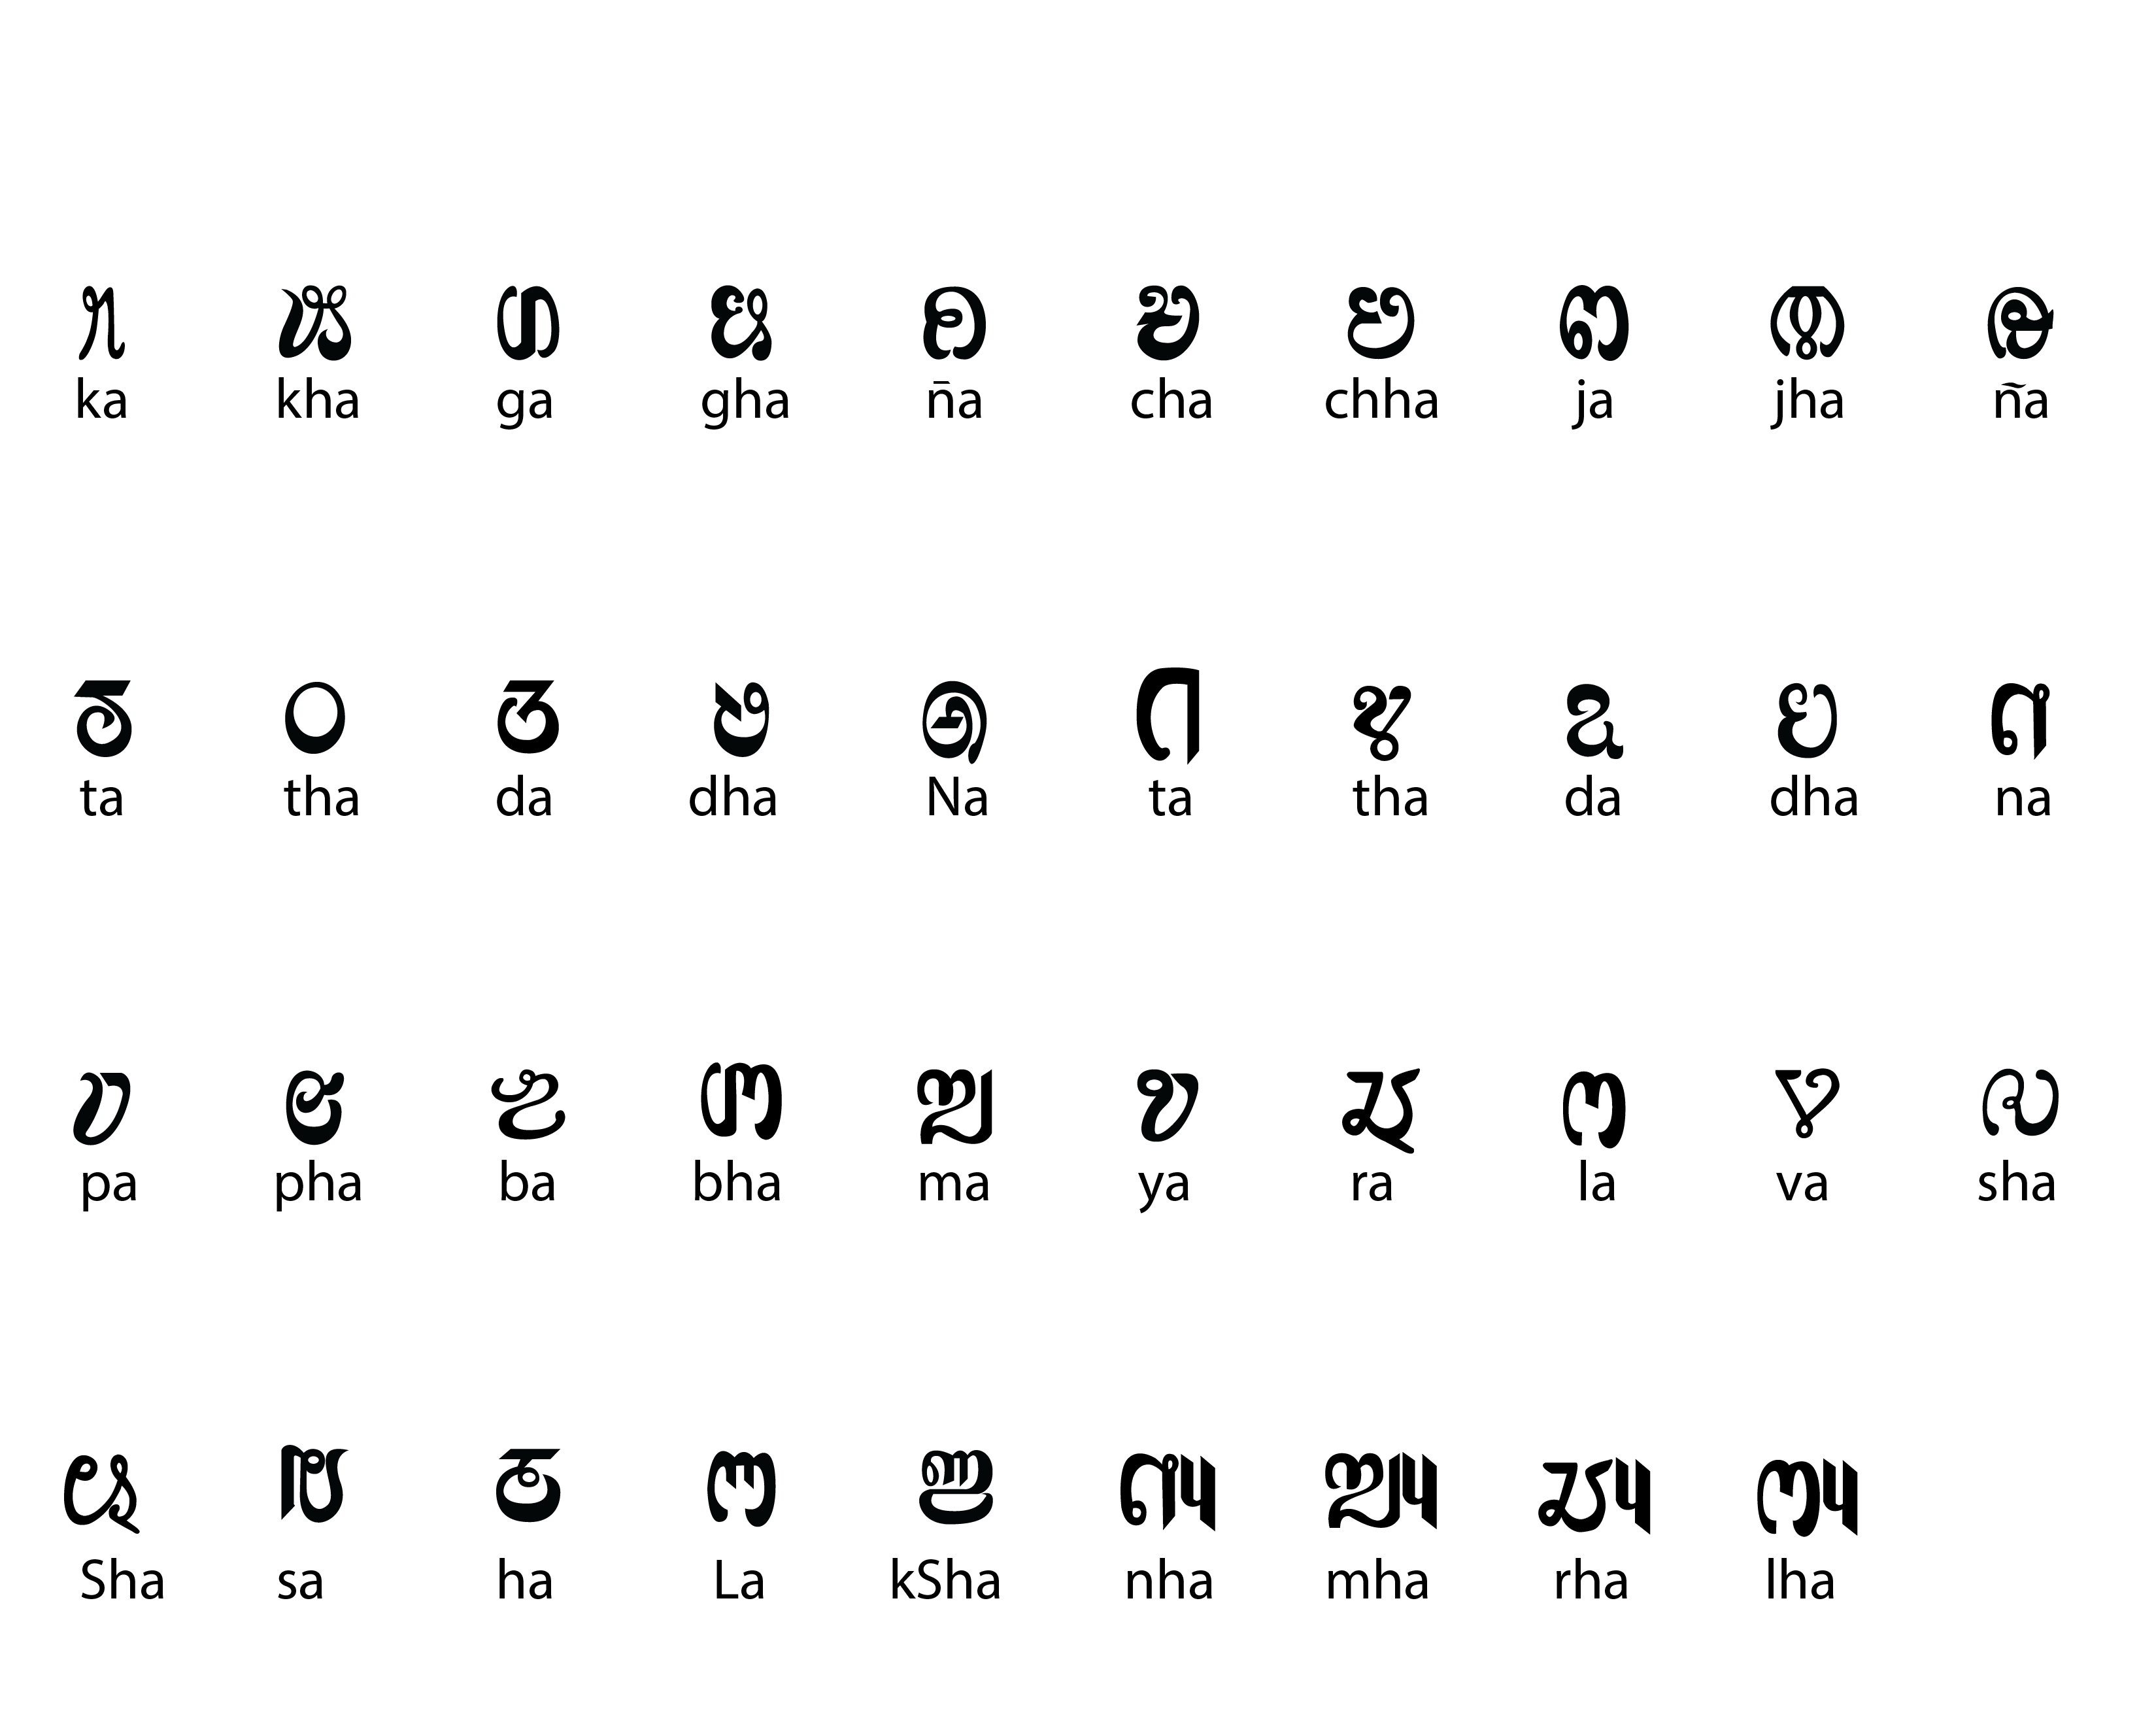 ꢒ ꢓ ꢔ ꢕ ꢖ ꢗ ꢘ ꢙ ꢚ ꢛ
ka kha ga gha n̄a cha chha ja jha ña
ꢜ ꢝ ꢞ ꢟ ꢠ ꢡ ꢢ ꢣ ꢤ ꢥ
ta tha da dha Na ta tha da dha na
ꢦ ꢧ ꢨ ꢩ ꢪ ꢫ ꢬ ꢭ ꢮ ꢯ
pa pha ba bha ma ya ra la va sha
ꢰ ꢱ ꢲ ꢳ ꢒ꣄ꢰ ꢥꢴ ꢪꢴ ꢬꢴ ꢭꢴ
Sha sa ha La kSha nha mha rha lha